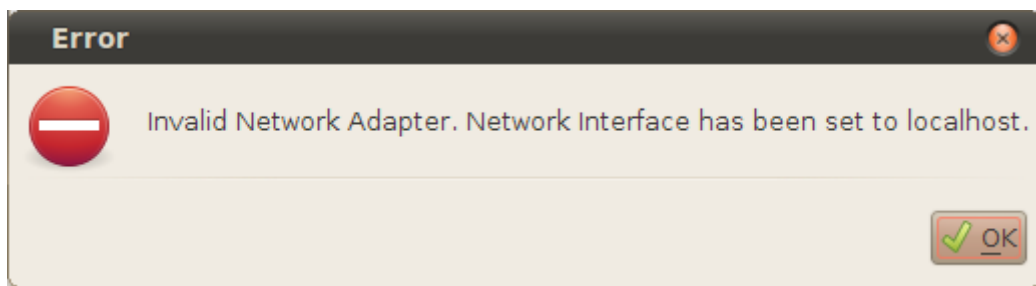 Error
Invalid Network Adapter. Network Interface has been set to localhost.
OK